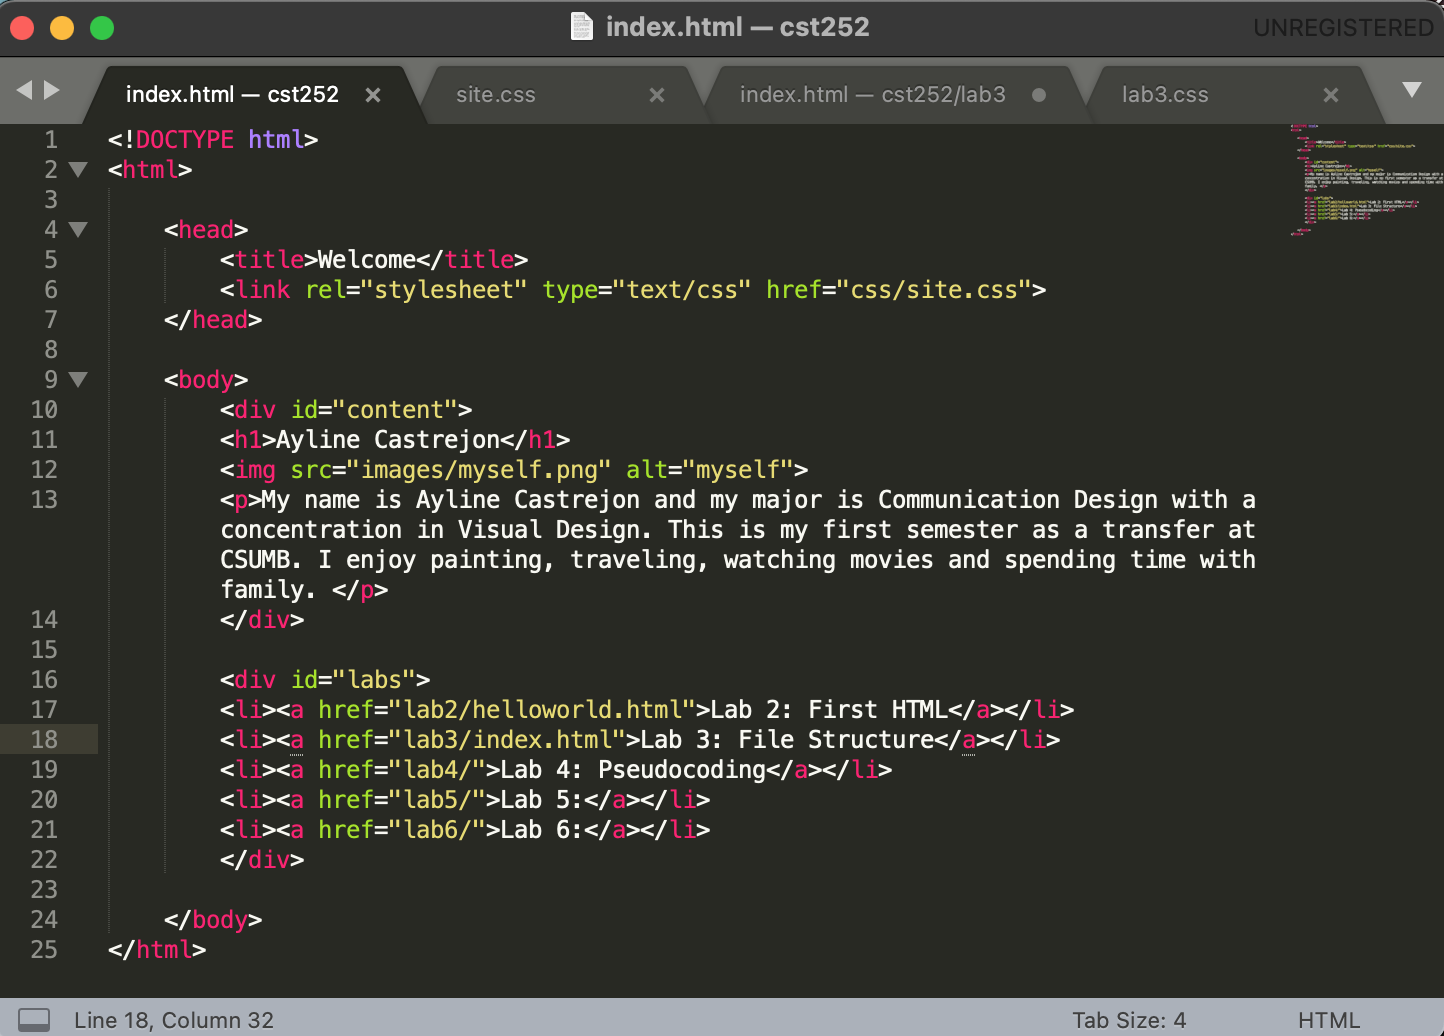 index.html — cst252
UNREGISTERED
index.html — cst252
site.css
index.html — cst252/lab3
lab3.css
1 <!DOCTYPE html>
2 <html>
3
4 <head>
5 <title>Welcome</title>
6 <link rel="stylesheet" type="text/css" href="css/site.css">
7 </head>
8
9 <body>
10 <div id="content">
11 <h1>Ayline Castrejon</h1>
12 <img src="images/myself.png" alt="myself">
13 <p>My name is Ayline Castrejon and my major is Communication Design with a
concentration in Visual Design. This is my first semester as a transfer at
CSUMB. I enjoy painting, traveling, watching movies and spending time with
family. </p>
14 </div>
15
16 <div id="labs">
17 <li><a href="lab2/helloworld.html">Lab 2: First HTML</a></li>
18 <li><a href="lab3/index.html">Lab 3: File Structure</a></li>
19 <li><a href="lab4/">Lab 4: Pseudocoding</a></li>
20 <li><a href="lab5/">Lab 5:</a></li>
21 <li><a href="lab6/">Lab 6:</a></li>
22 </div>
23
24 </body>
25 </html>
Line 18, Column 32
Tab Size: 4
HTML